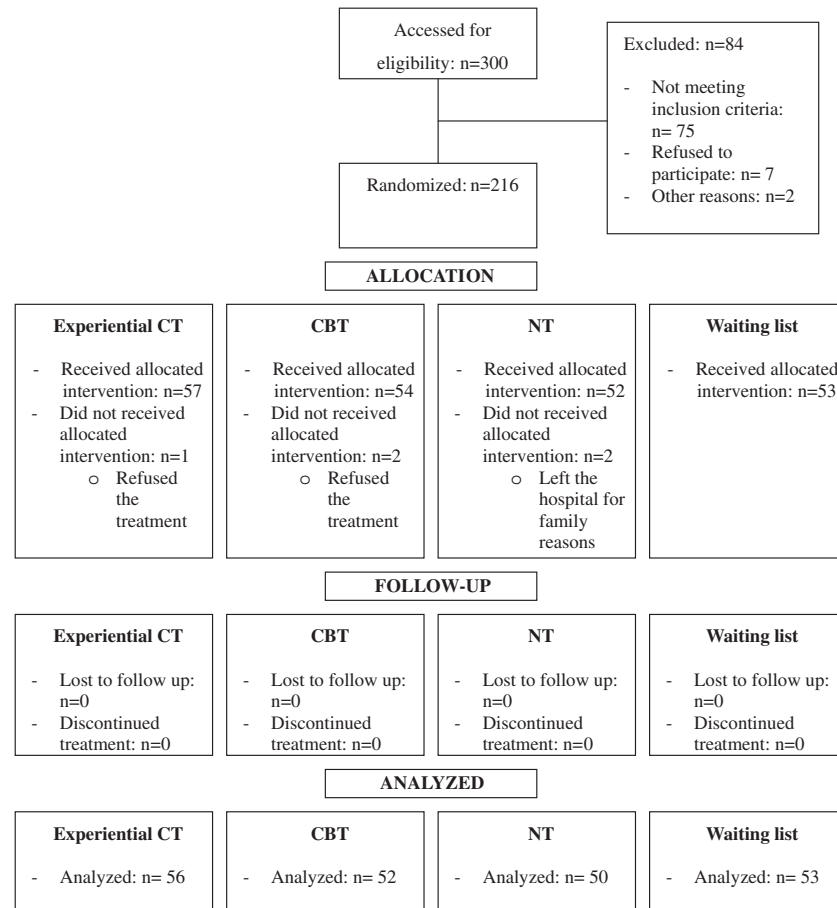 Accessed for
eligibility: n=300
Excluded: n=84
- Not meeting
inclusion criteria:
n= 75
- Refused to
participate: n= 7
- Other reasons: n=2
Randomized: n=216
ALLOCATION
Experiential CT
- Received allocated
intervention: n=57
- Did not received
allocated
intervention: n=1
o Refused
the
treatment
CBT
- Received allocated
intervention: n=54
- Did not received
allocated
intervention: n=2
o Refused
the
treatment
NT
- Received allocated
intervention: n=52
- Did not received
allocated
intervention: n=2
o Left the
hospital for
family
reasons
Waiting list
- Received allocated
intervention: n=53
FOLLOW-UP
Experiential CT
- Lost to follow up:
n=0
- Discontinued
treatment: n=0
CBT
- Lost to follow up:
n=0
- Discontinued
treatment: n=0
NT
- Lost to follow up:
n=0
- Discontinued
treatment: n=0
Waiting list
- Lost to follow up:
n=0
- Discontinued
treatment: n=0
ANALYZED
Experiential CT
- Analyzed: n= 56
CBT
- Analyzed: n= 52
NT
- Analyzed: n= 50
Waiting list
- Analyzed: n= 53